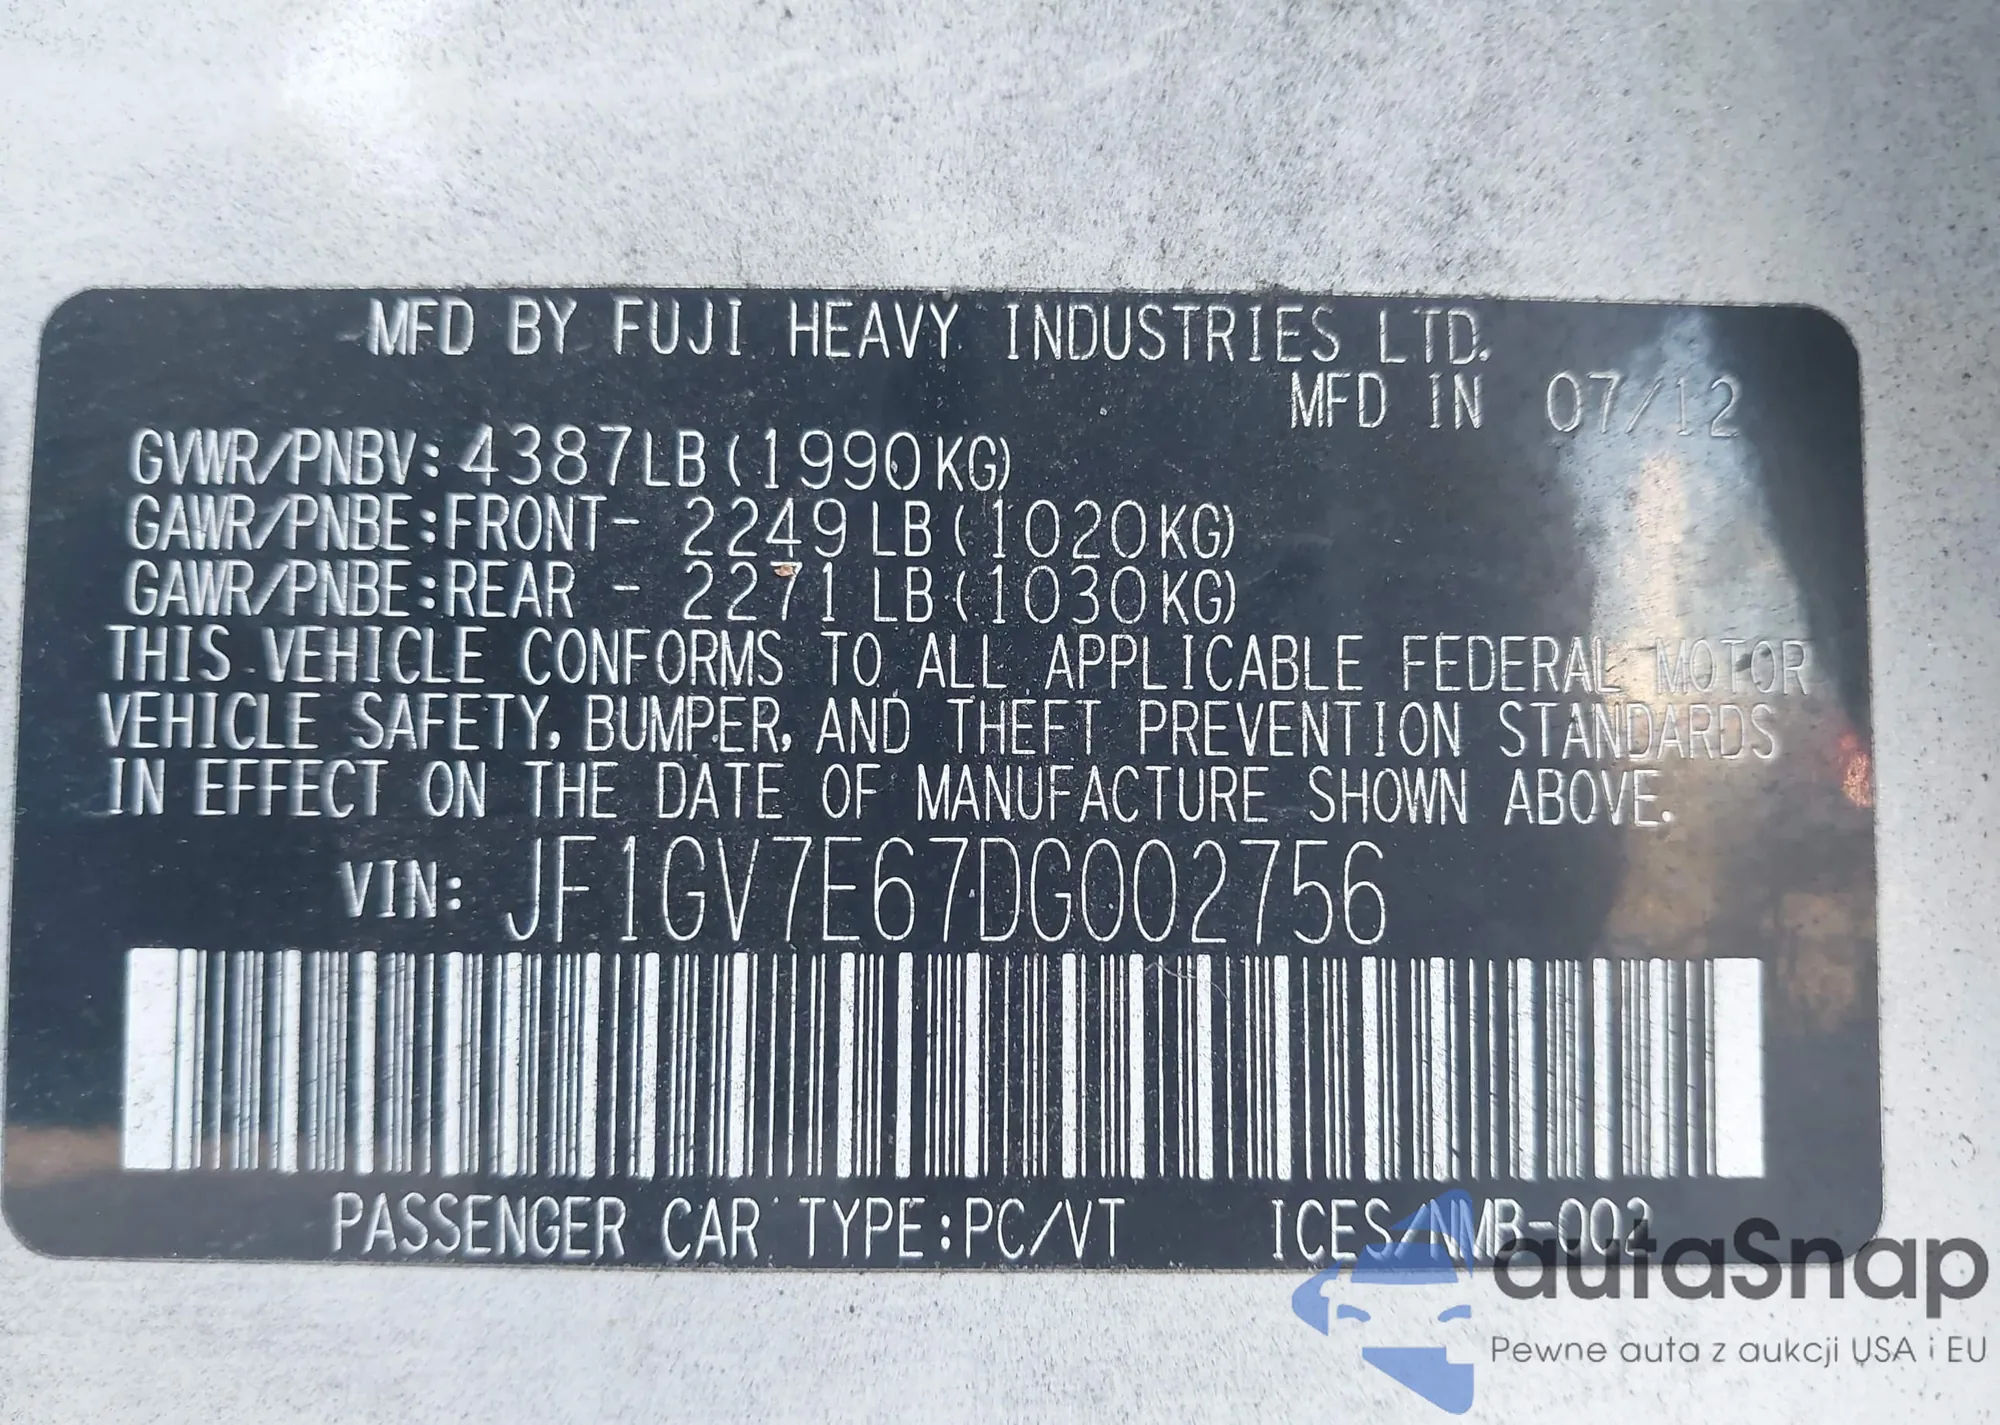 MFD BY FUJI HEAVY INDUSTRIES LTD.
MFD IN 07/12
GVWR/PNBV:4387LB(1990KG)
GAWR/PNBE:FRONT- 2249LB(1020KG)
GAWR/PNBE:REAR - 2271LB(1030KG)
THIS VEHICLE CONFORMS TO ALL APPLICABLE FEDERAL MOTOR
VEHICLE SAFETY, BUMPER, AND THEFT PREVENTION STANDARDS
IN EFFECT ON THE DATE OF MANUFACTURE SHOWN ABOVE.
VIN: JF1GV7E67DG002756
PASSENGER CAR TYPE:PC/VT ICES/NMB-002
autaSnap
Pewne auta z aukcji USA i EU